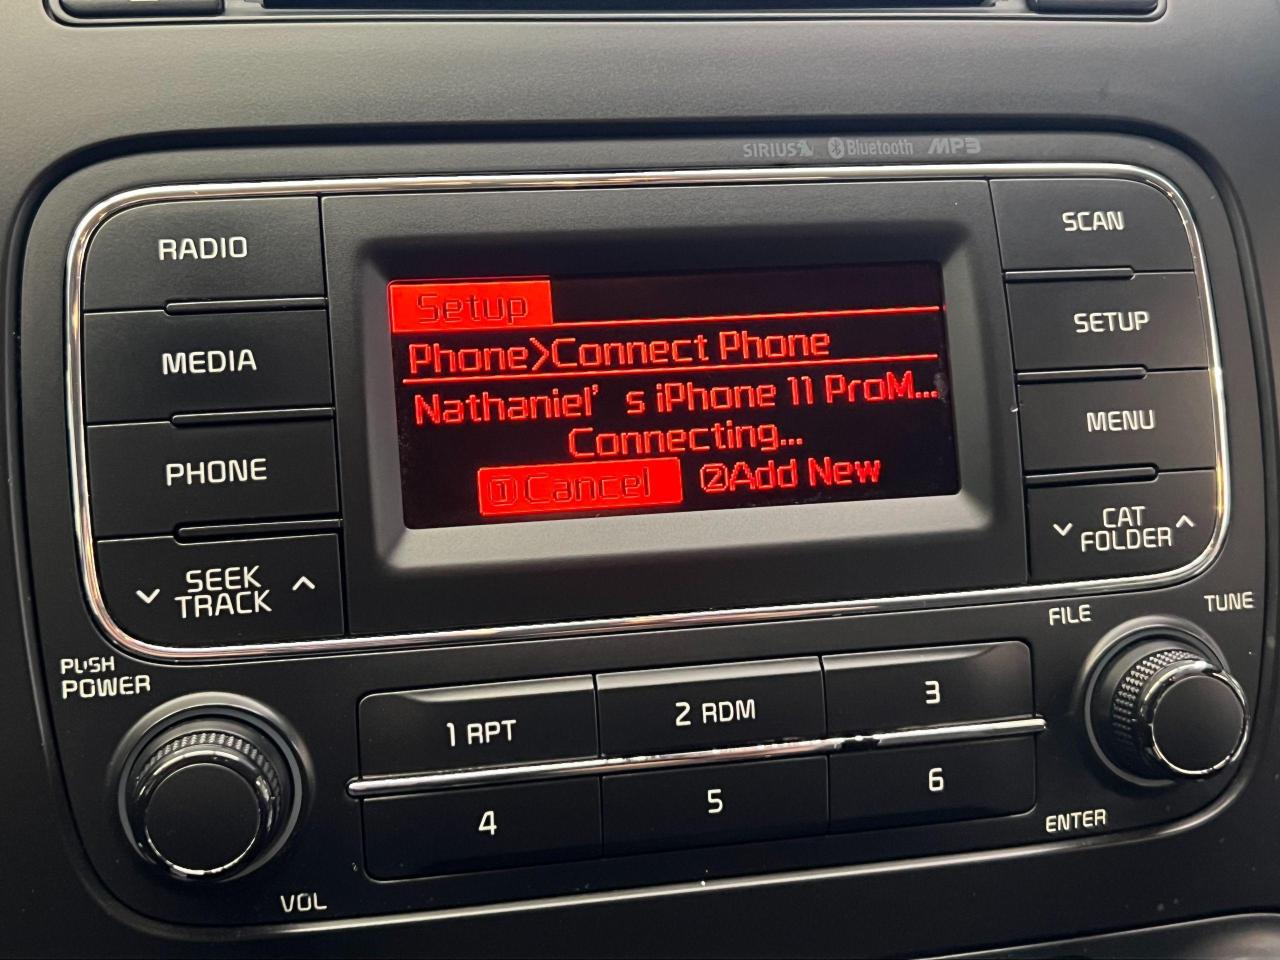 SIRIUS Bluetooth MP3
RADIO
MEDIA
PHONE
SEEK
TRACK
Setup
Phone>Connect Phone
Nathaniel's iPhone 11 ProM...
Connecting...
①Cancel ②Add New
SCAN
SETUP
MENU
CAT
FOLDER
PUSH
POWER
VOL
1 RPT
2 RDM
3
4
5
6
FILE
TUNE
ENTER